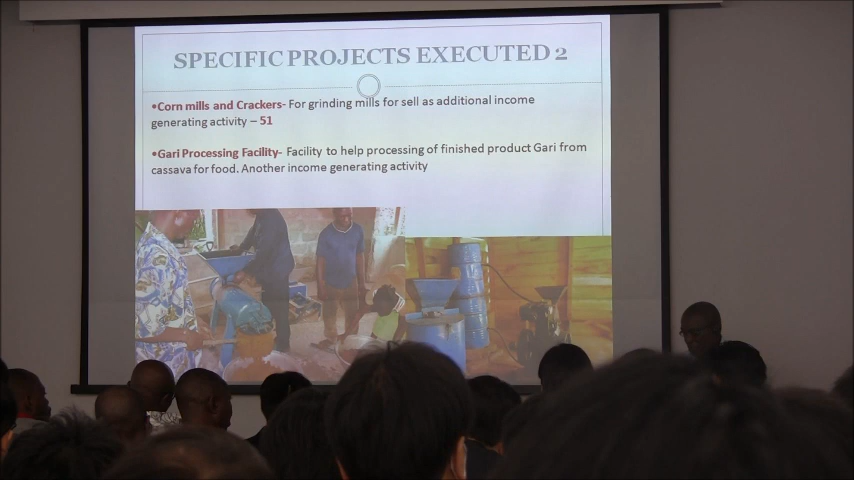 SPECIFIC PROJECTS EXECUTED 2
•Corn mills and Crackers- For grinding mills for sell as additional income
generating activity – 51
•Gari Processing Facility- Facility to help processing of finished product Gari from
cassava for food. Another income generating activity